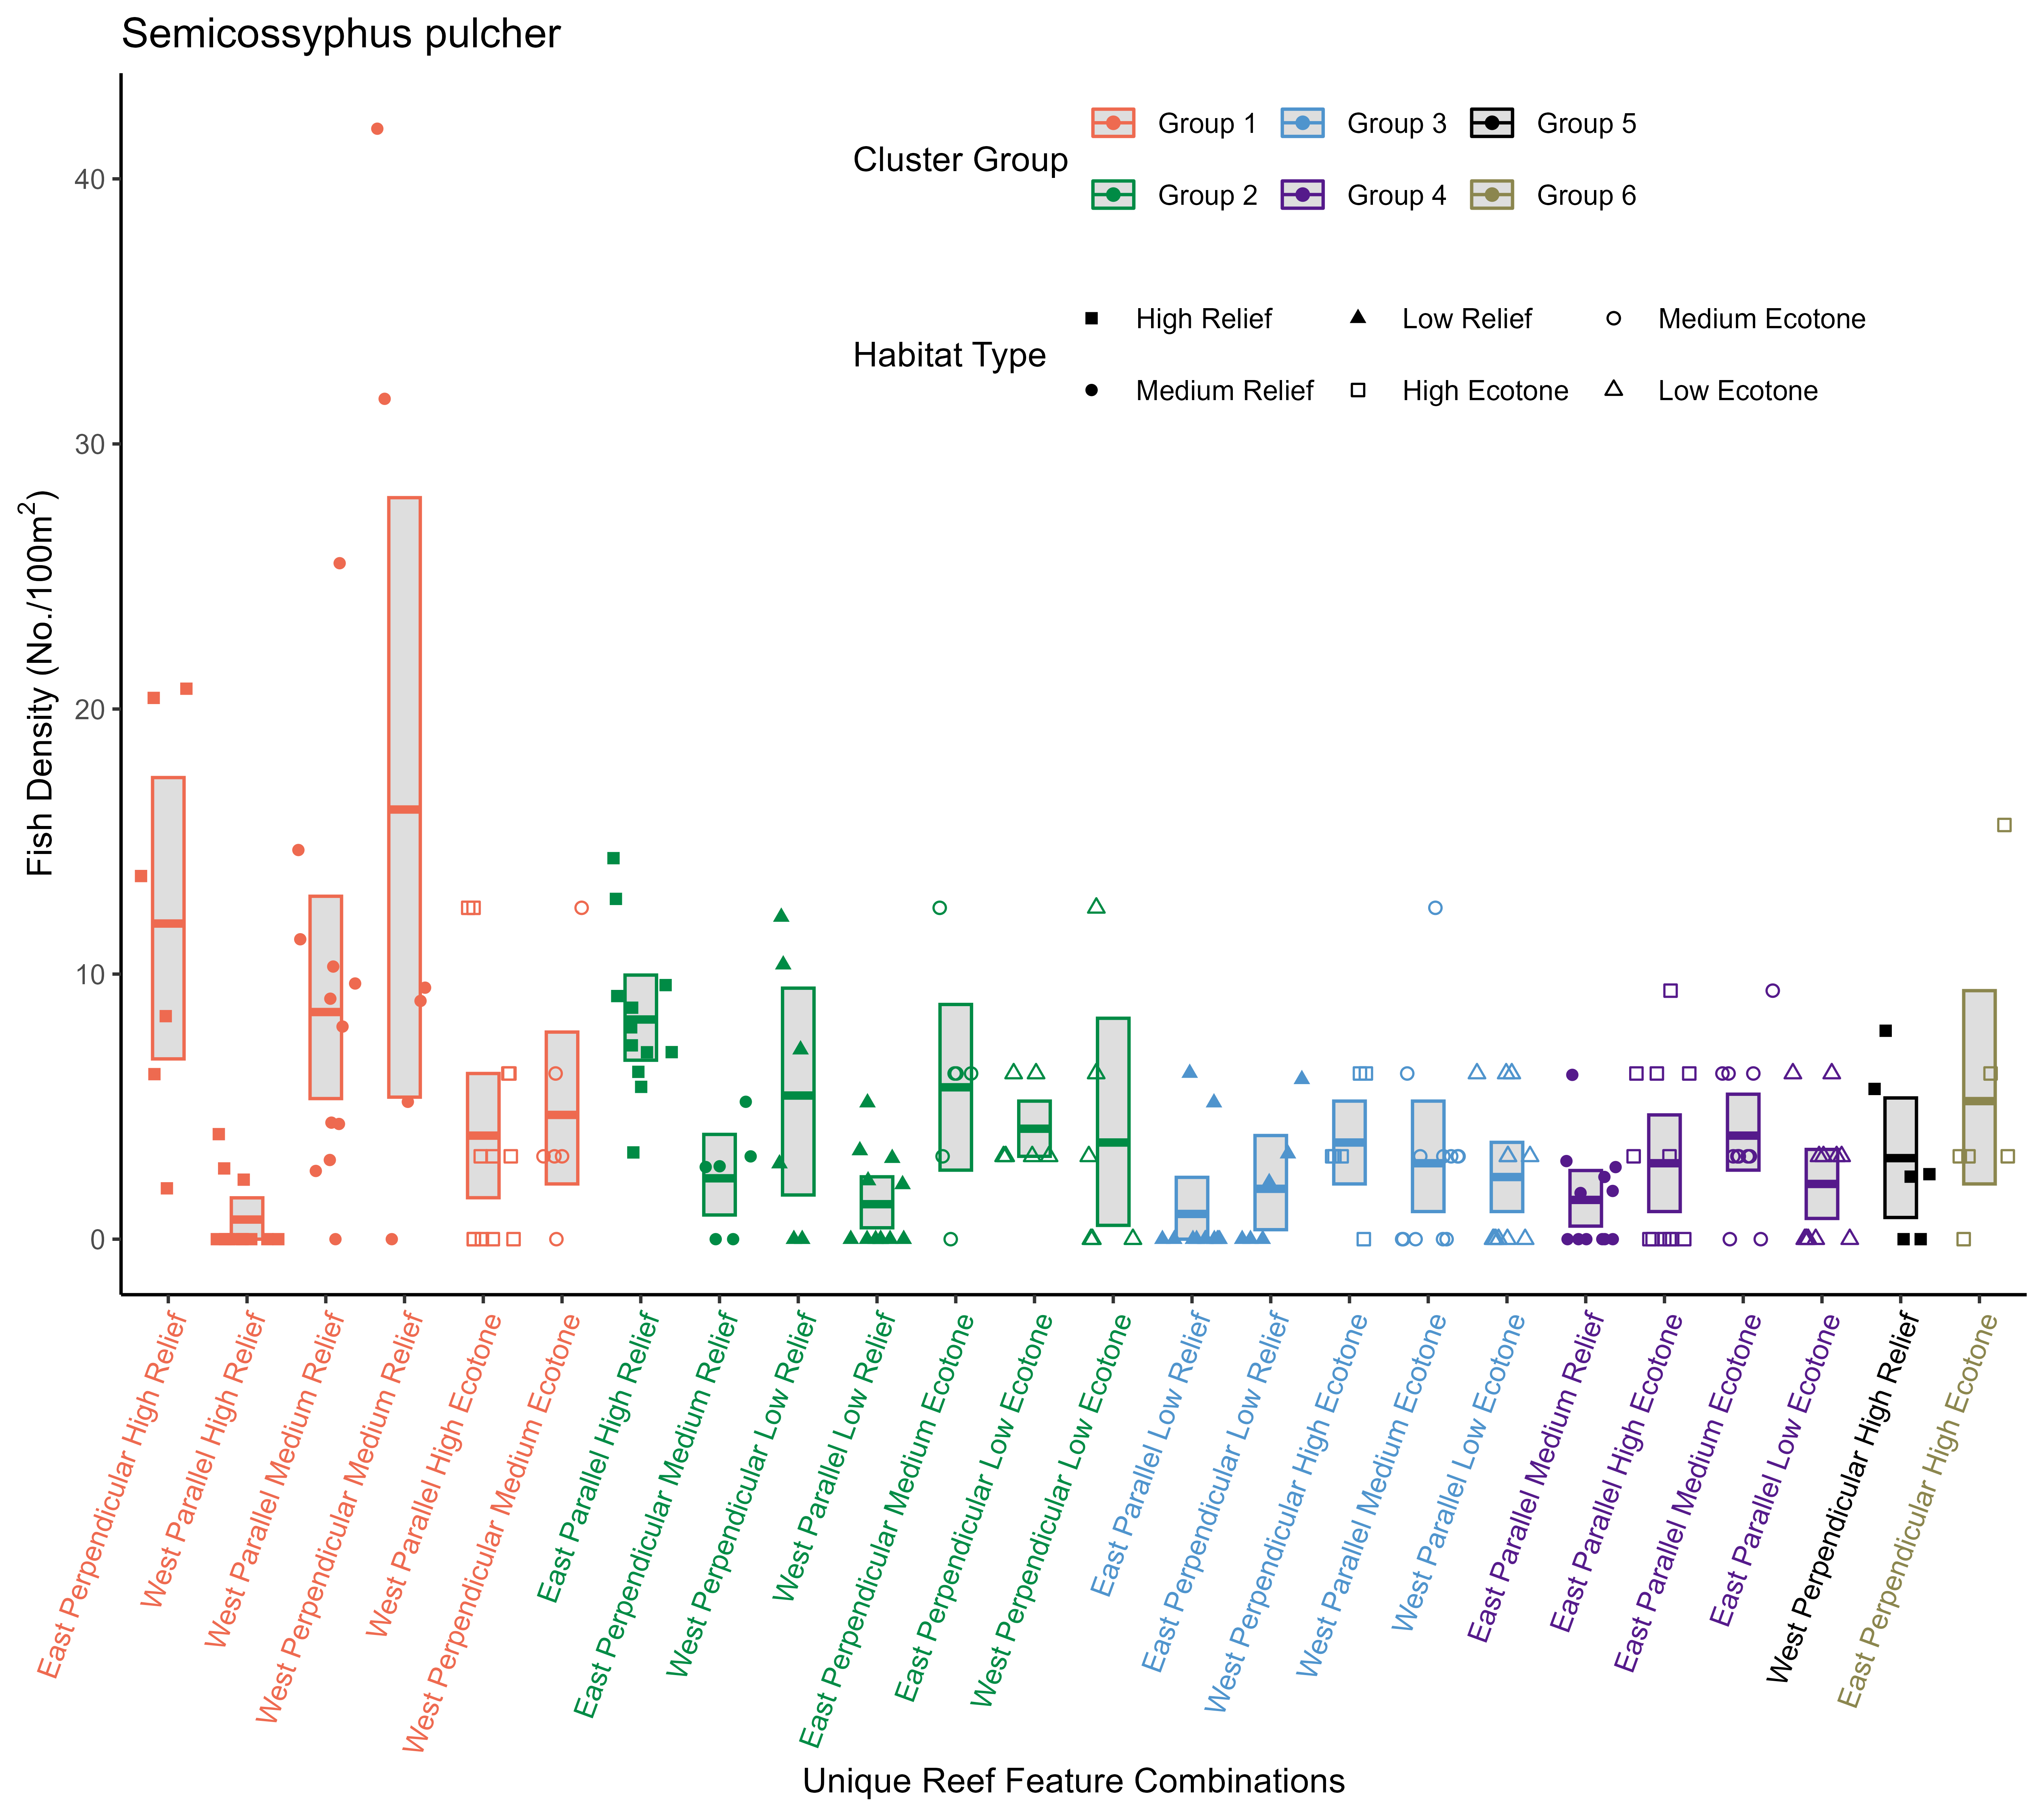 Semicossyphus pulcher
Cluster Group
Group 1
Group 3
Group 5
Group 2
Group 4
Group 6
Habitat Type
High Relief
Low Relief
Medium Ecotone
Medium Relief
High Ecotone
Low Ecotone
Fish Density (No./100m²)
40
30
20
10
0
East Perpendicular High Relief
West Parallel High Relief
West Parallel Medium Relief
West Perpendicular Medium Relief
West Parallel High Ecotone
West Perpendicular Medium Ecotone
East Parallel High Relief
East Perpendicular Medium Relief
West Perpendicular Low Relief
West Parallel Low Relief
East Perpendicular Medium Ecotone
East Perpendicular Low Ecotone
West Perpendicular Low Ecotone
East Parallel Low Relief
East Perpendicular Low Relief
West Perpendicular High Ecotone
West Parallel Medium Ecotone
West Parallel Low Ecotone
East Parallel Medium Relief
East Parallel High Ecotone
East Parallel Medium Ecotone
East Parallel Low Ecotone
West Perpendicular High Relief
East Perpendicular High Ecotone
Unique Reef Feature Combinations